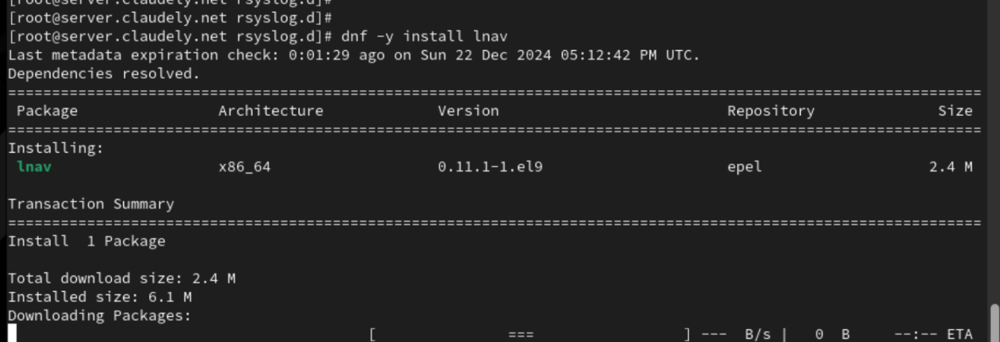 [root@server.claudely.net rsyslog.d]#
[root@server.claudely.net rsyslog.d]#
[root@server.claudely.net rsyslog.d]# dnf -y install lnav
Last metadata expiration check: 0:01:29 ago on Sun 22 Dec 2024 05:12:42 PM UTC.
Dependencies resolved.
================================================================================================================
 Package                Architecture             Version                          Repository              Size
================================================================================================================
Installing:
 lnav                   x86_64                   0.11.1-1.el9                     epel                   2.4 M

Transaction Summary
================================================================================================================
Install  1 Package

Total download size: 2.4 M
Installed size: 6.1 M
Downloading Packages:
                                          [               ===                 ] ---  B/s |   0  B     --:-- ETA